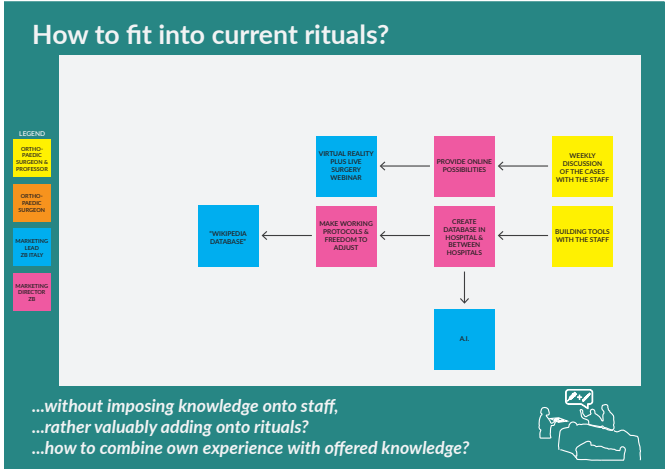 How to fit into current rituals?
LEGEND
ORTHO-
PAEDIC
SURGEON &
PROFESSOR
ORTHO-
PAEDIC
SURGEON
MARKETING
LEAD
ZB ITALY
MARKETING
DIRECTOR
ZB
VIRTUAL REALITY
PLUS LIVE
SURGERY
WEBINAR
PROVIDE ONLINE
POSSIBILITIES
WEEKLY
DISCUSSION
OF THE CASES
WITH THE STAFF
"WIKIPEDIA
DATABASE"
MAKE WORKING
PROTOCOLS &
FREEDOM TO
ADJUST
CREATE
DATABASE IN
HOSPITAL &
BETWEEN
HOSPITALS
BUILDING TOOLS
WITH THE STAFF
A.I.
...without imposing knowledge onto staff,
...rather valuably adding onto rituals?
...how to combine own experience with offered knowledge?